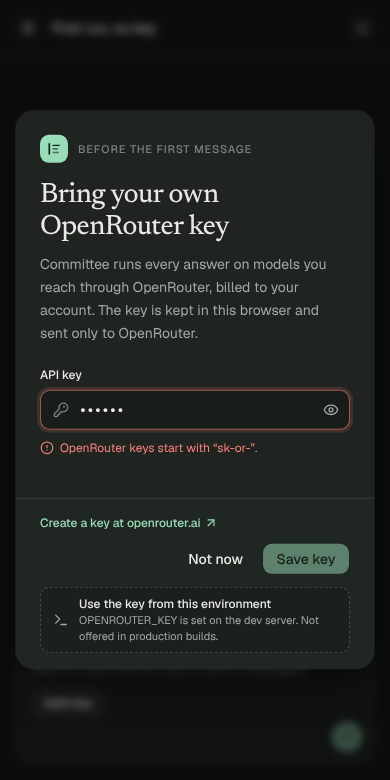 BEFORE THE FIRST MESSAGE
Bring your own
OpenRouter key
Committee runs every answer on models you
reach through OpenRouter, billed to your
account. The key is kept in this browser and
sent only to OpenRouter.
API key
••••••
OpenRouter keys start with “sk-or-”.
Create a key at openrouter.ai
Not now
Save key
Use the key from this environment
OPENROUTER_KEY is set on the dev server. Not
offered in production builds.